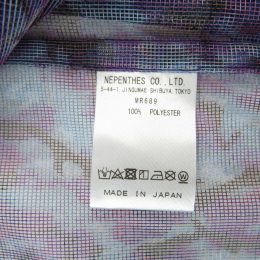 NEPENTHES CO., LTD.
5-44-1 JINGUMAE SHIBUYA TOKYO
MR689
100% POLYESTER
MADE IN JAPAN